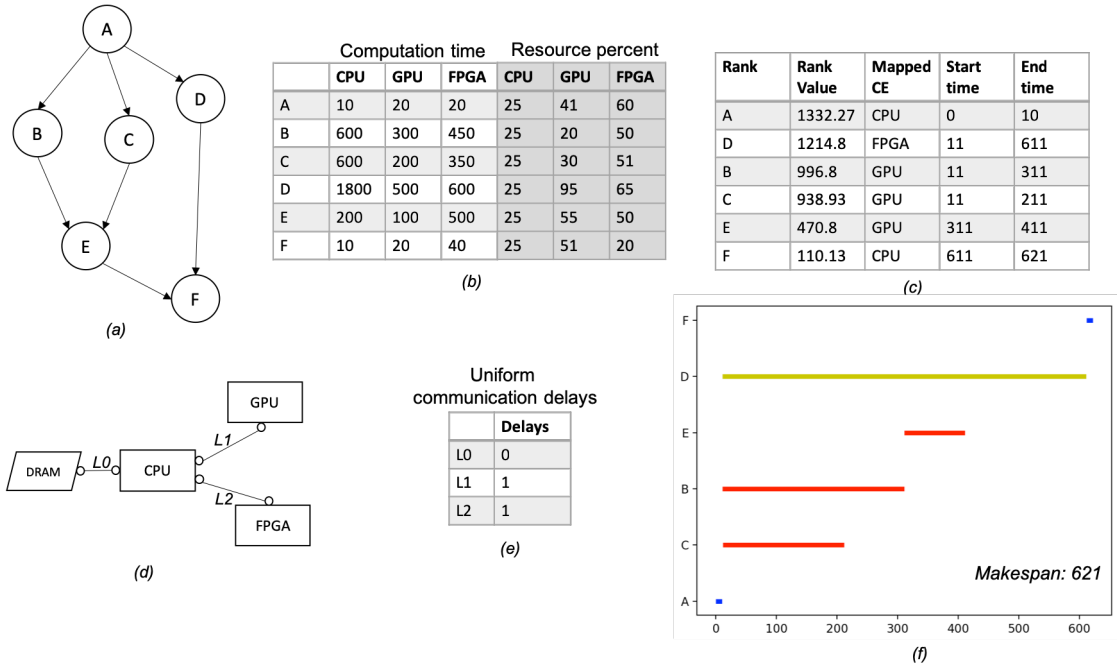 A
B
C
D
E
F
(a)
Computation time Resource percent
CPU GPU FPGA CPU GPU FPGA
A 10 20 20 25 41 60
B 600 300 450 25 20 50
C 600 200 350 25 30 51
D 1800 500 600 25 95 65
E 200 100 500 25 55 50
F 10 20 40 25 51 20
(b)
Rank Rank Value Mapped CE Start time End time
A 1332.27 CPU 0 10
D 1214.8 FPGA 11 611
B 996.8 GPU 11 311
C 938.93 GPU 11 211
E 470.8 GPU 311 411
F 110.13 CPU 611 621
(c)
DRAM
L0
CPU
L1
GPU
L2
FPGA
(d)
Uniform
communication delays
Delays
L0 0
L1 1
L2 1
(e)
F
D
E
B
C
A
Makespan: 621
0 100 200 300 400 500 600
(f)